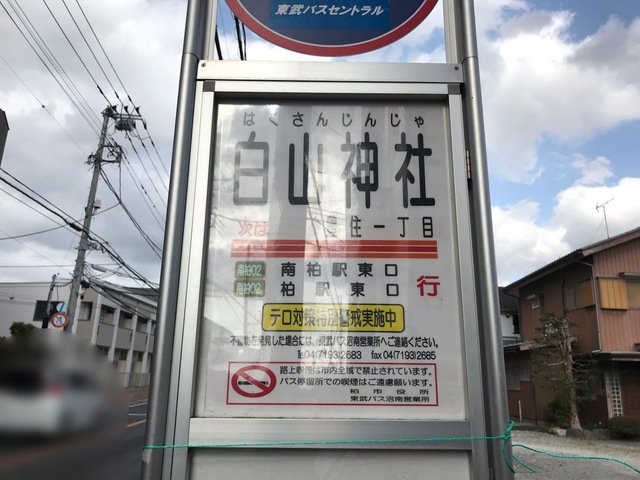 東武バスセントラル
はくさんじんじゃ
白山神社
次は 豊住一丁目
南柏02 南柏駅東口
南柏02 柏駅東口
行
テロ対策特別警戒実施中
不審物を発見した場合には、東武バス沼南営業所へご連絡ください。
℡04(7193)2683 fax04(7193)2685
路上喫煙は市内全域で禁止されています。
バス停留所での喫煙はご遠慮願います。
柏市役所
東武バス沼南営業所